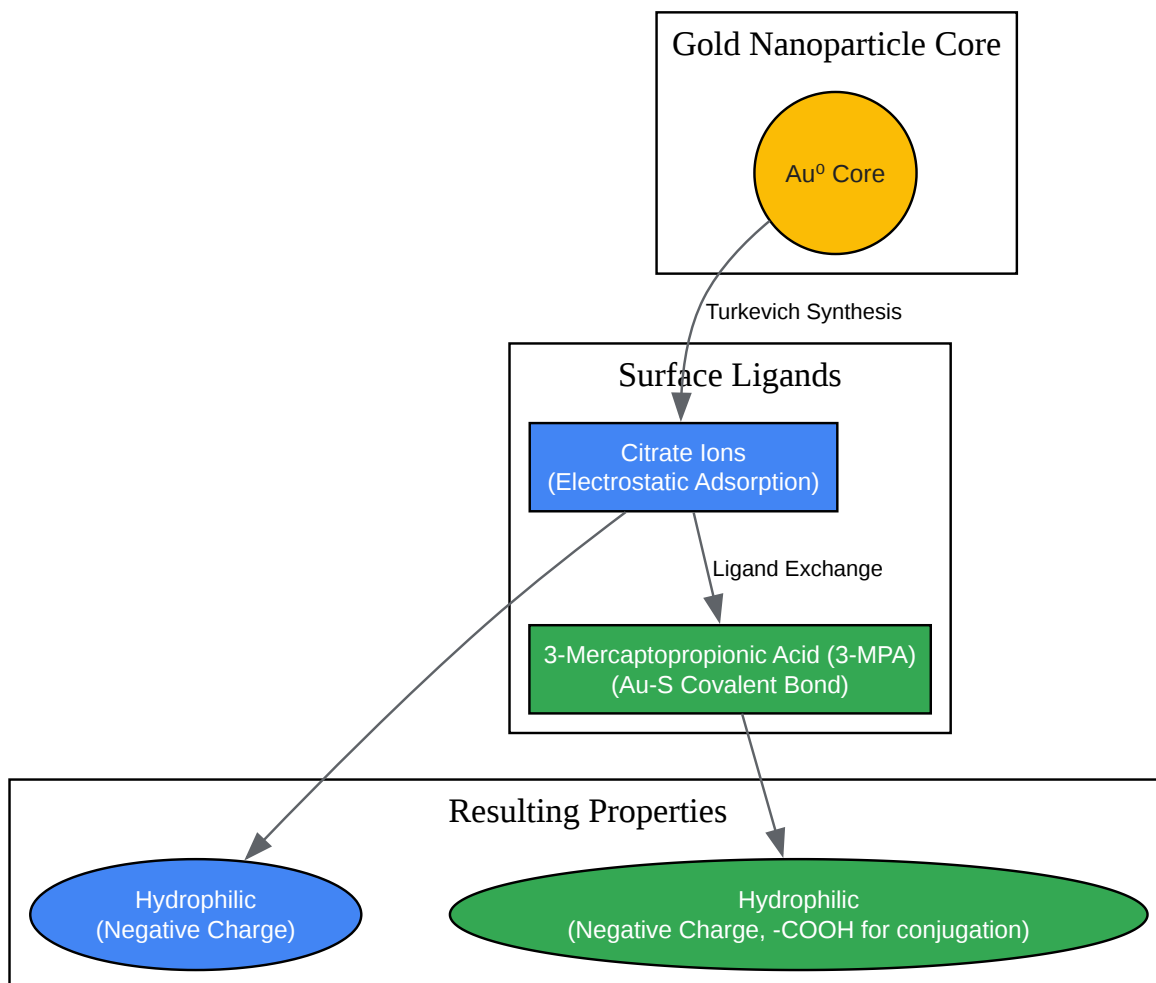 Gold Nanoparticle Core
Au⁰ Core
Turkevich Synthesis
Surface Ligands
Citrate Ions
(Electrostatic Adsorption)
Ligand Exchange
3-Mercaptopropionic Acid (3-MPA)
(Au-S Covalent Bond)
Resulting Properties
Hydrophilic
(Negative Charge)
Hydrophilic
(Negative Charge, -COOH for conjugation)